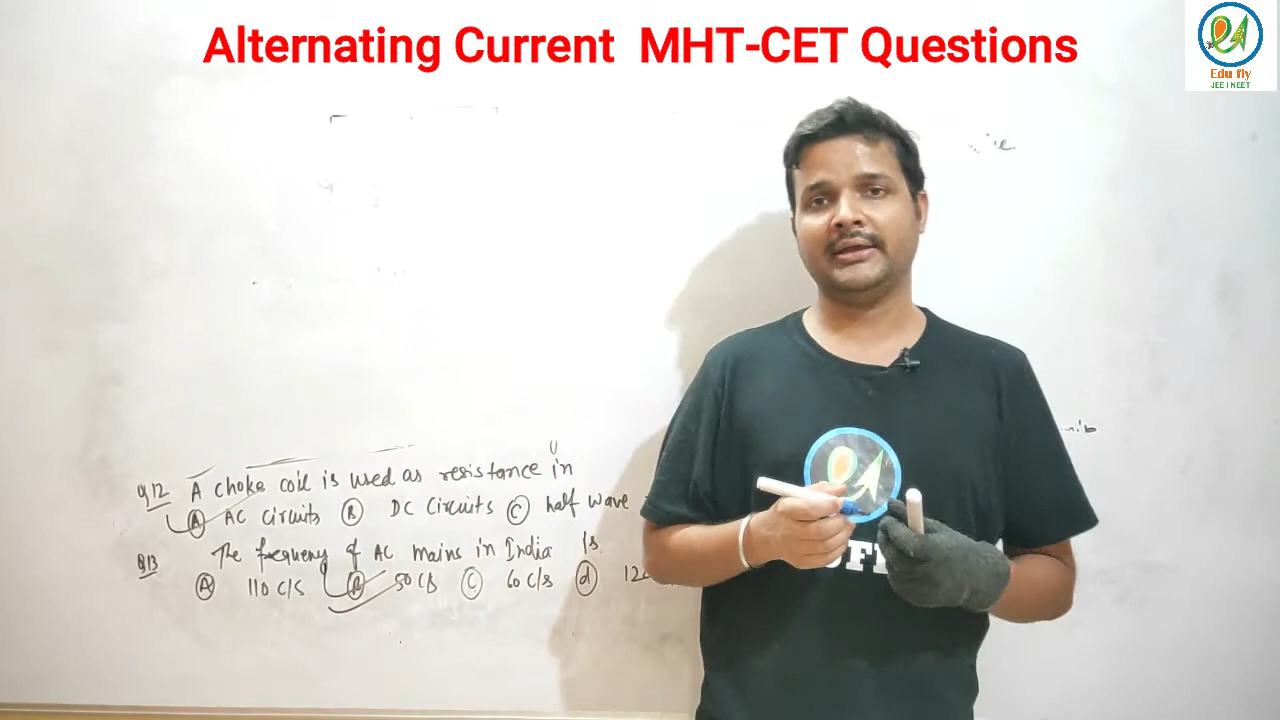 Alternating Current MHT-CET Questions
Edu fly
JEE I NEET
Q12 A choke coil is used as resistance in
(A) AC circuits (B) DC Circuits (C) half wave
Q13 The frequency of AC mains in India is
(A) 110 C/S (B) 50 C/s (C) 60 C/s (d)